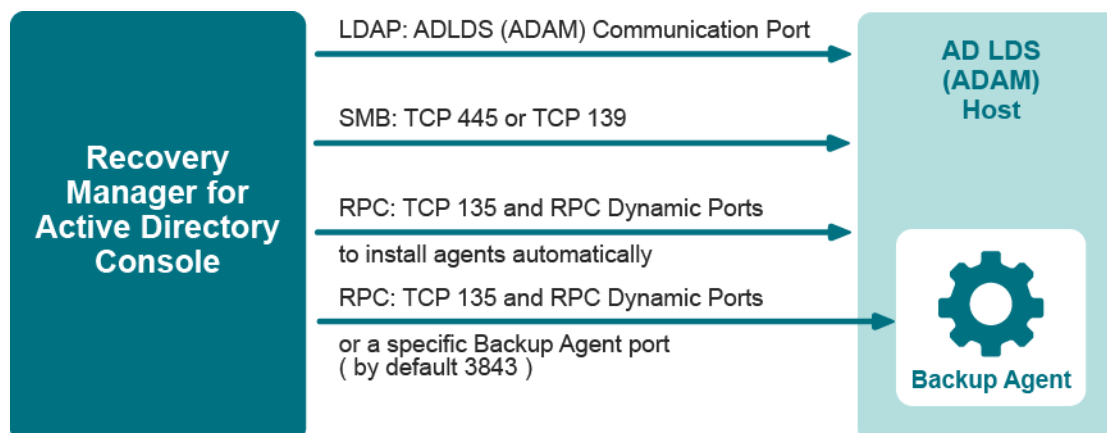 Recovery
Manager for
Active Directory
Console
LDAP: ADLDS (ADAM) Communication Port
SMB: TCP 445 or TCP 139
RPC: TCP 135 and RPC Dynamic Ports
to install agents automatically
RPC: TCP 135 and RPC Dynamic Ports
or a specific Backup Agent port
( by default 3843 )
AD LDS
(ADAM)
Host
Backup Agent